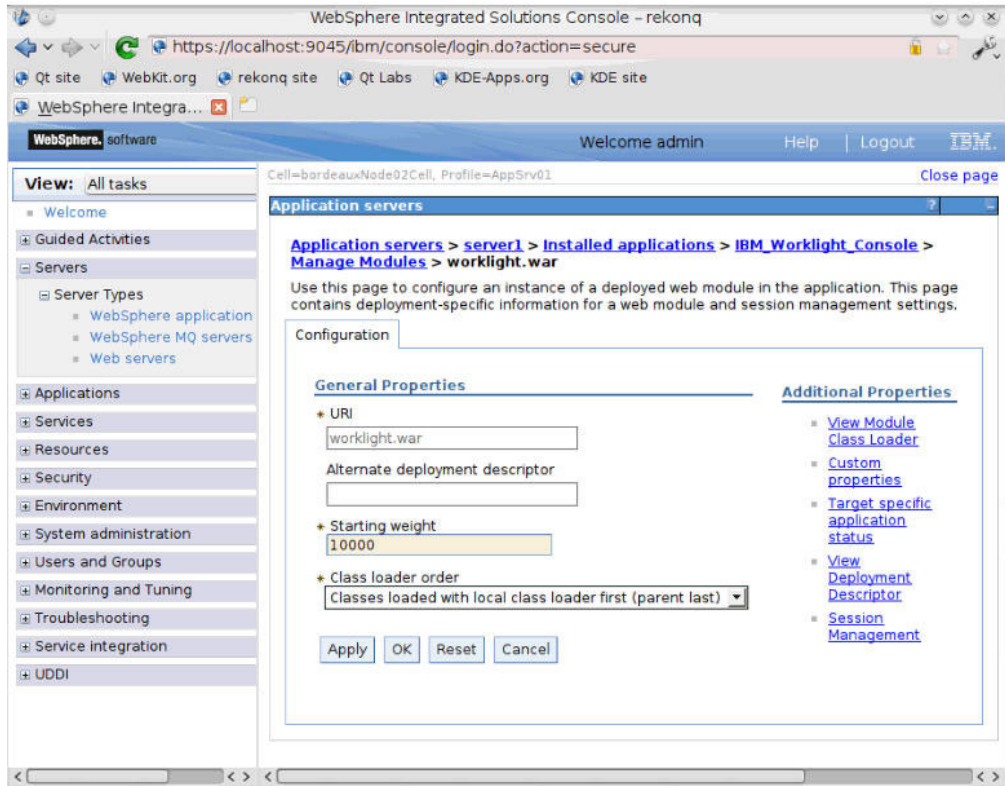 WebSphere Integrated Solutions Console – rekonq
https://localhost:9045/ibm/console/login.do?action=secure
Qt site WebKit.org rekonq site Qt Labs KDE-Apps.org KDE site
WebSphere Integra...
WebSphere. software Welcome admin Help | Logout IBM.
View: All tasks
Welcome
Guided Activities
Servers
Server Types
WebSphere application
WebSphere MQ servers
Web servers
Applications
Services
Resources
Security
Environment
System administration
Users and Groups
Monitoring and Tuning
Troubleshooting
Service integration
UDDI
Cell=bordeauxNode02Cell, Profile=AppSrv01 Close page
Application servers ? –
Application servers > server1 > Installed applications > IBM_Worklight_Console >
Manage Modules > worklight.war
Use this page to configure an instance of a deployed web module in the application. This page
contains deployment-specific information for a web module and session management settings.
Configuration
General Properties
* URI
worklight.war
Alternate deployment descriptor
* Starting weight
10000
* Class loader order
Classes loaded with local class loader first (parent last)
Apply OK Reset Cancel
Additional Properties
View Module
Class Loader
Custom
properties
Target specific
application
status
View
Deployment
Descriptor
Session
Management